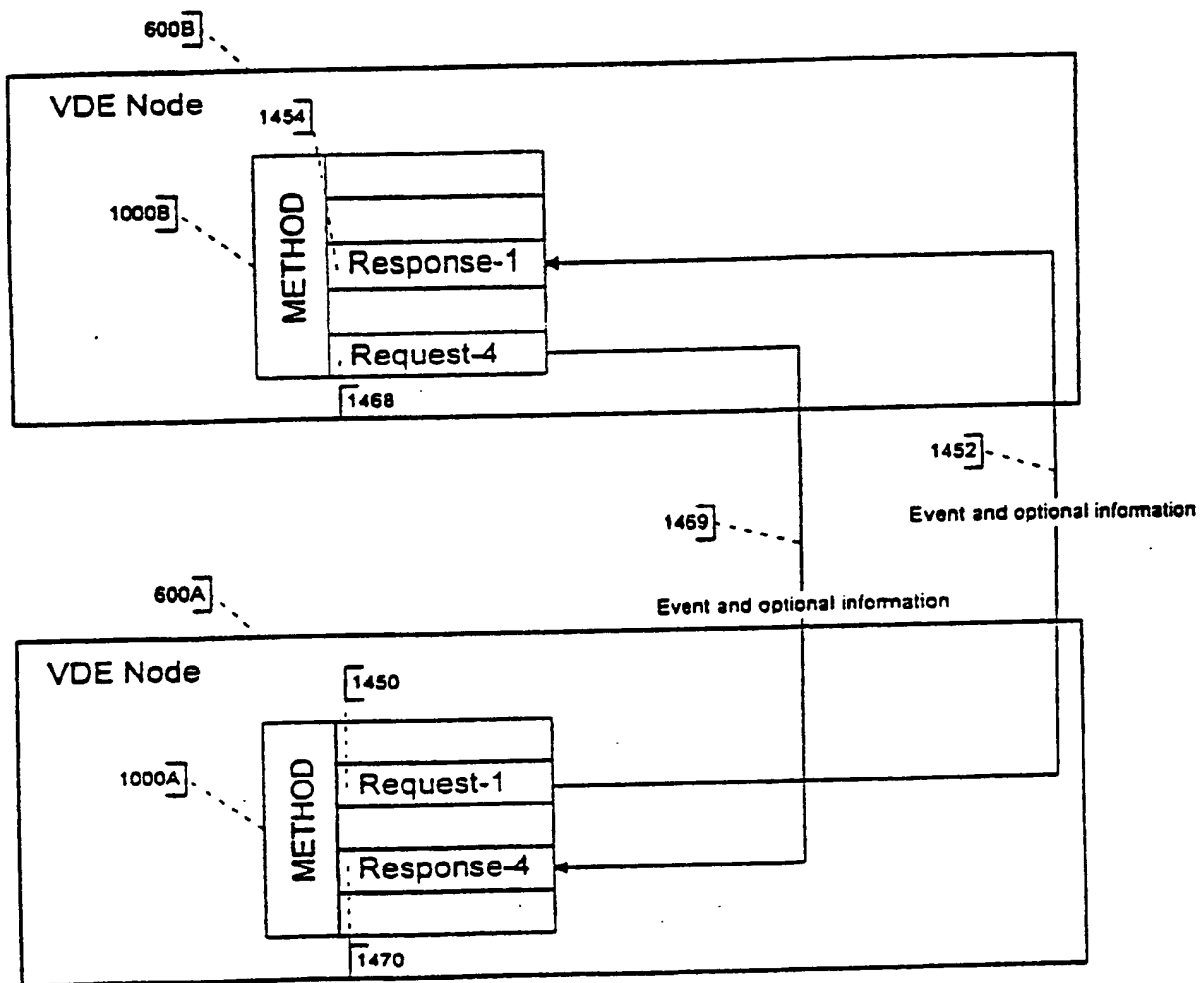 600B
VDE Node
1454
1000B
METHOD
Response-1
Request-4
1468
1452
Event and optional information
1469
600A
Event and optional information
VDE Node
1450
1000A
METHOD
Request-1
Response-4
1470